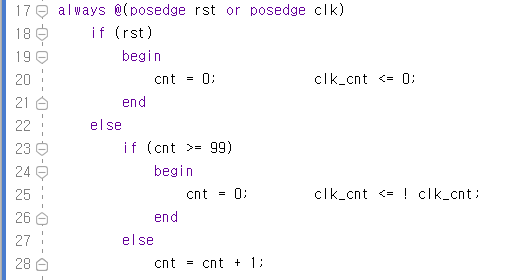 17 always @(posedge rst or posedge clk)
18 if (rst)
19 begin
20 cnt = 0; clk_cnt <= 0;
21 end
22 else
23 if (cnt >= 99)
24 begin
25 cnt = 0; clk_cnt <= ! clk_cnt;
26 end
27 else
28 cnt = cnt + 1;